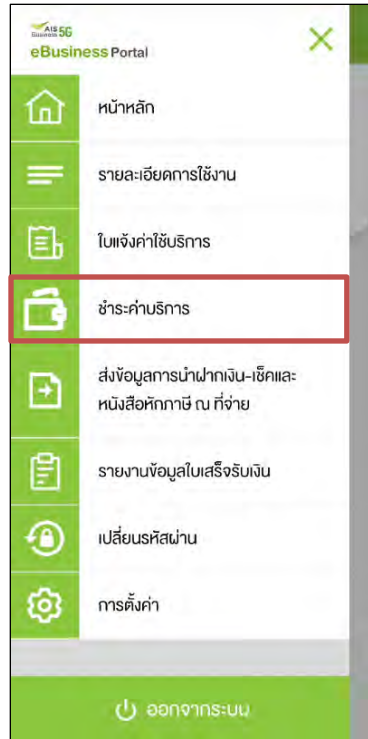 AIS 5G
Business
eBusiness Portal
หน้าหลัก
รายละเอียดการใช้งาน
ใบแจ้งค่าใช้บริการ
ชำระค่าบริการ
ส่งข้อมูลการนำฝากเงิน-เช็คและ
หนังสือหักภาษี ณ ที่จ่าย
รายงานข้อมูลใบเสร็จรับเงิน
เปลี่ยนรหัสผ่าน
การตั้งค่า
ออกจากระบบ